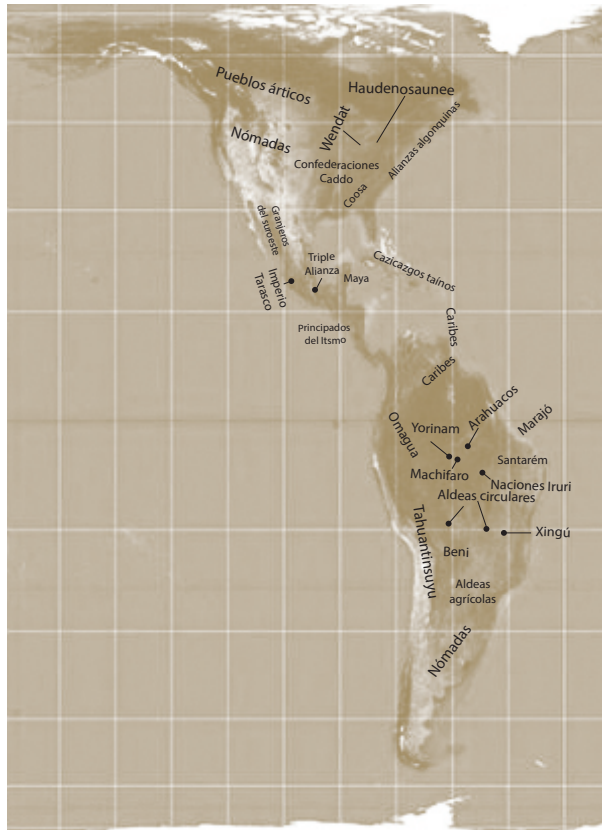 Pueblos árticos
Haudenosaunee
Nómadas
Wendat
Alianzas algonquinas
Confederaciones
Caddo
Coosa
Granjeros
del suroeste
Triple
Alianza
Maya
Cazicazgos taínos
Imperio
Tarasco
Principados
del Itsmo
Caribes
Caribes
Arahuacos
Marajó
Omagua
Yorinam
Santarém
Machifaro
Naciones Iruri
Aldeas circulares
Tahuantinsuyu
Xingú
Beni
Aldeas
agrícolas
Nómadas